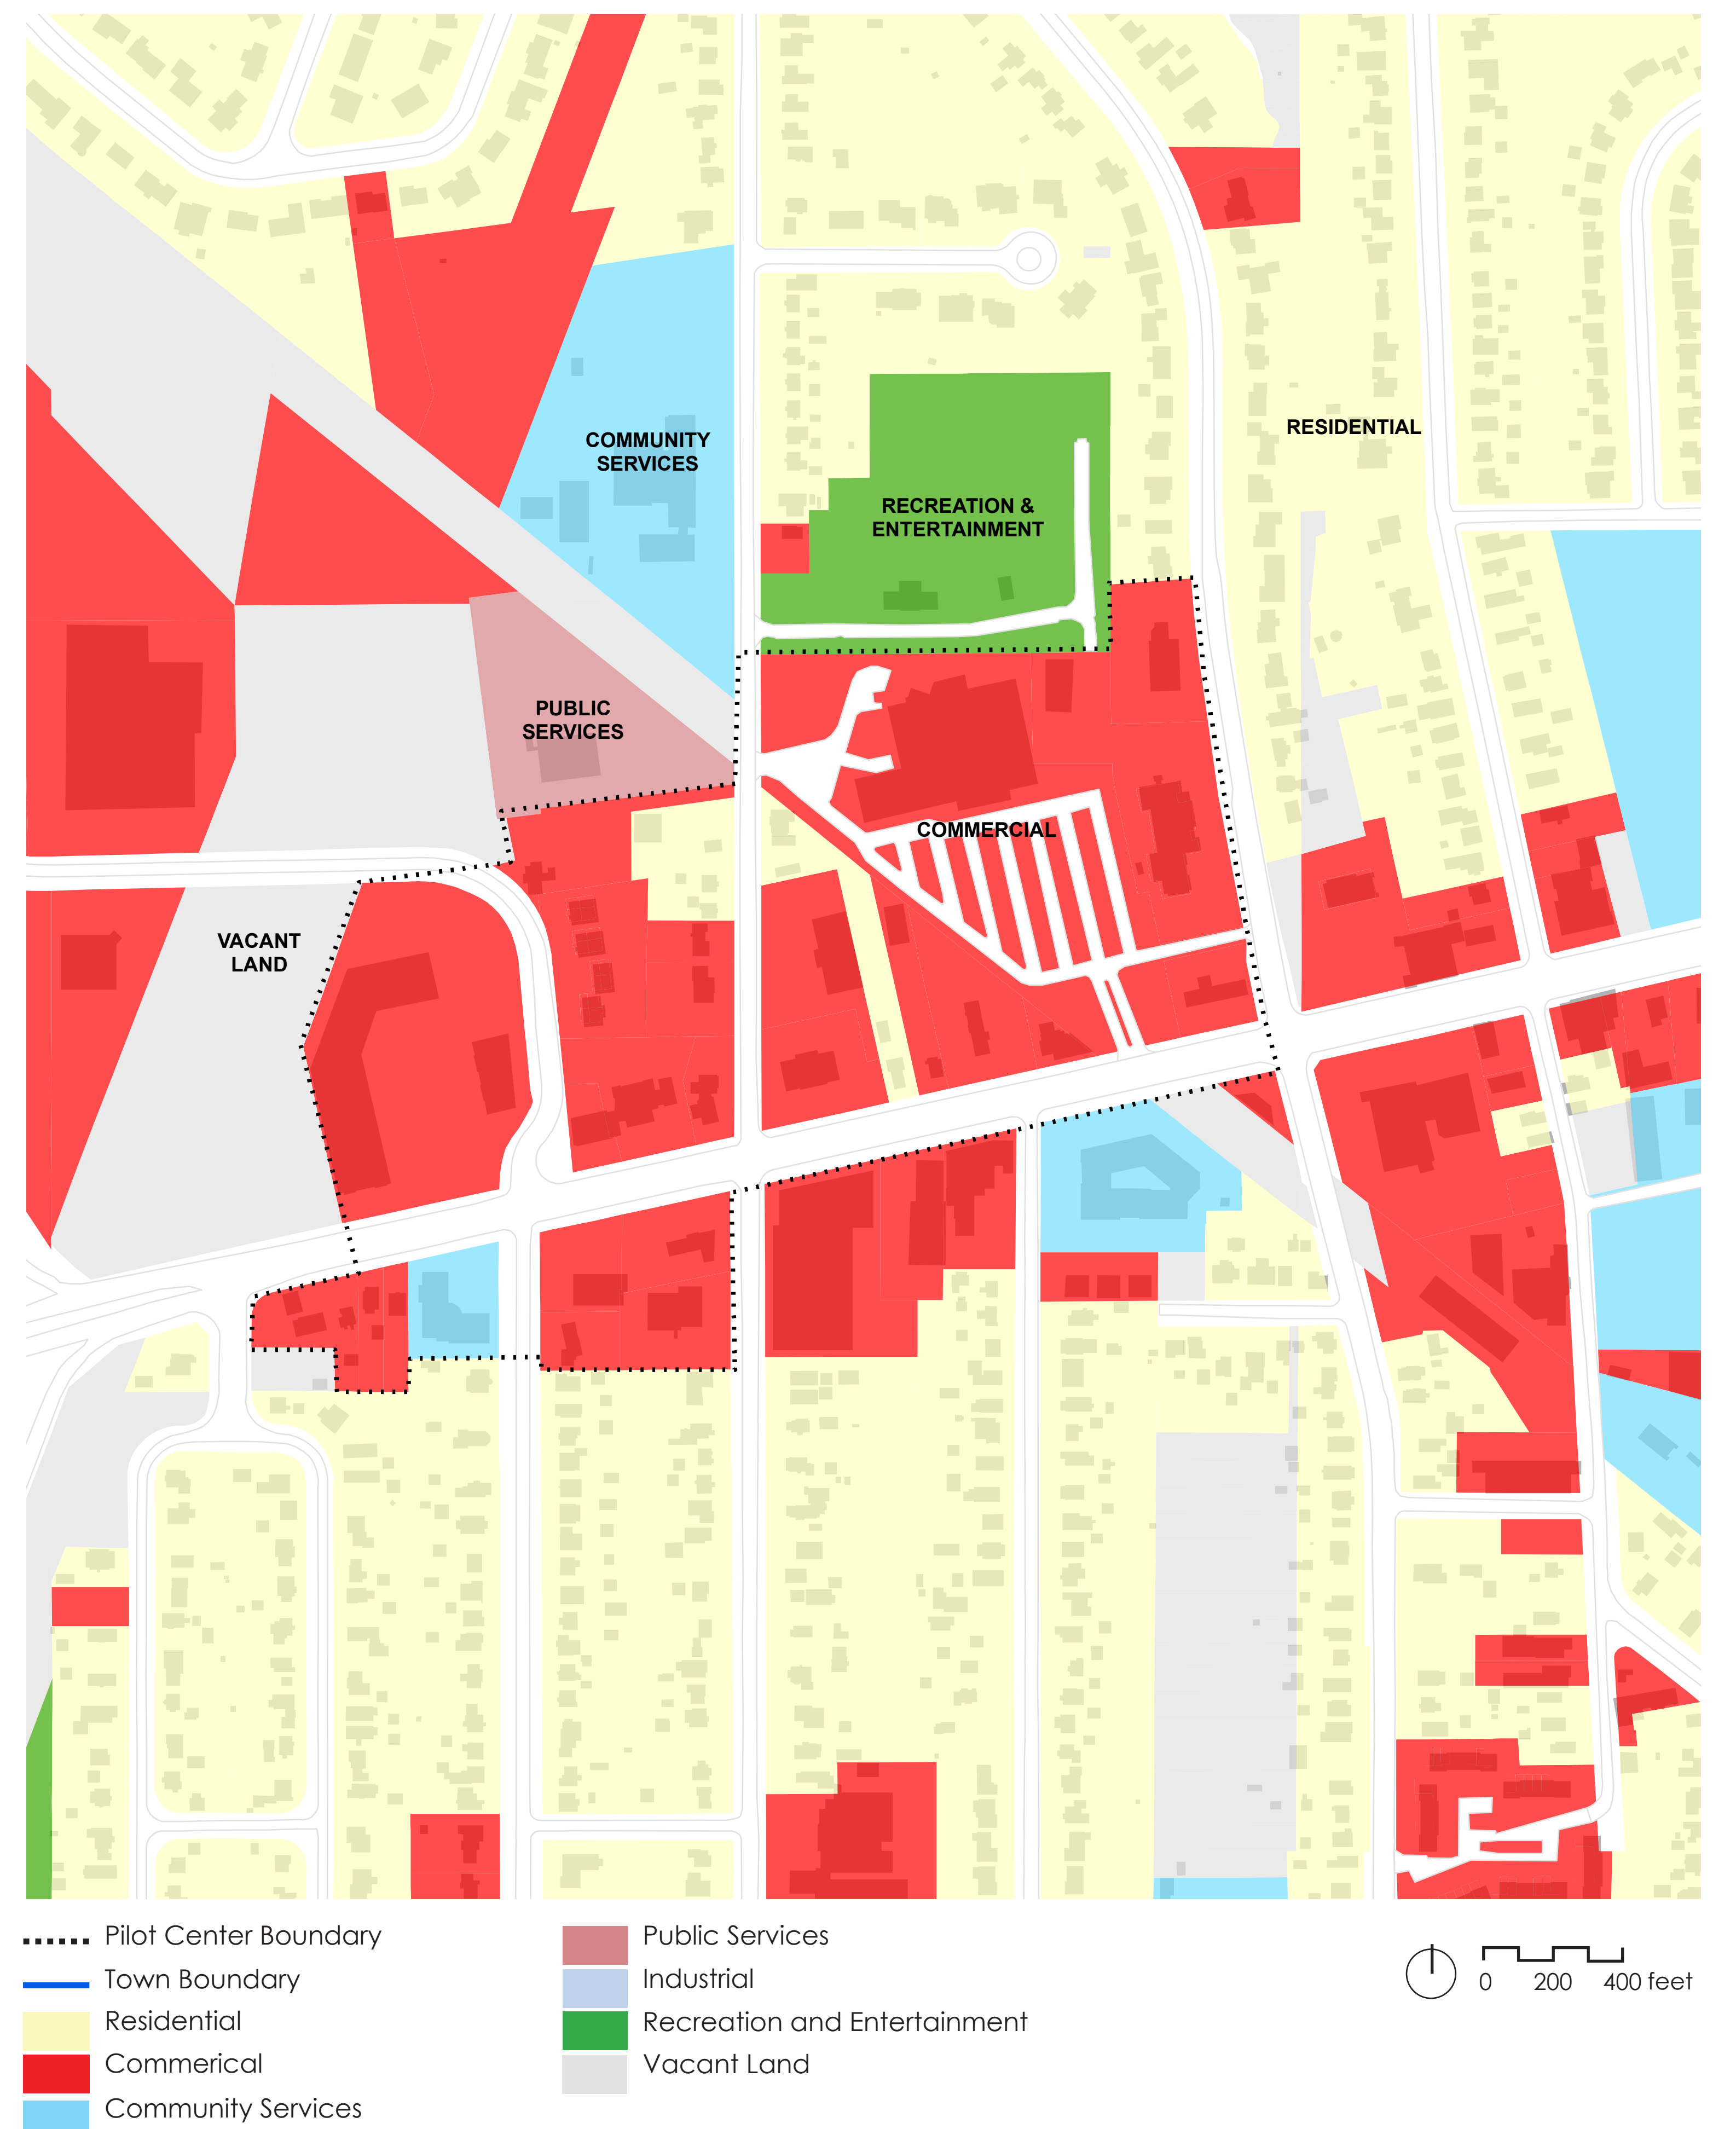 RESIDENTIAL
COMMUNITY
SERVICES
RECREATION &
ENTERTAINMENT
PUBLIC
SERVICES
COMMERCIAL
VACANT
LAND
Pilot Center Boundary
Town Boundary
Residential
Commerical
Community Services
Public Services
Industrial
Recreation and Entertainment
Vacant Land
0 200 400 feet